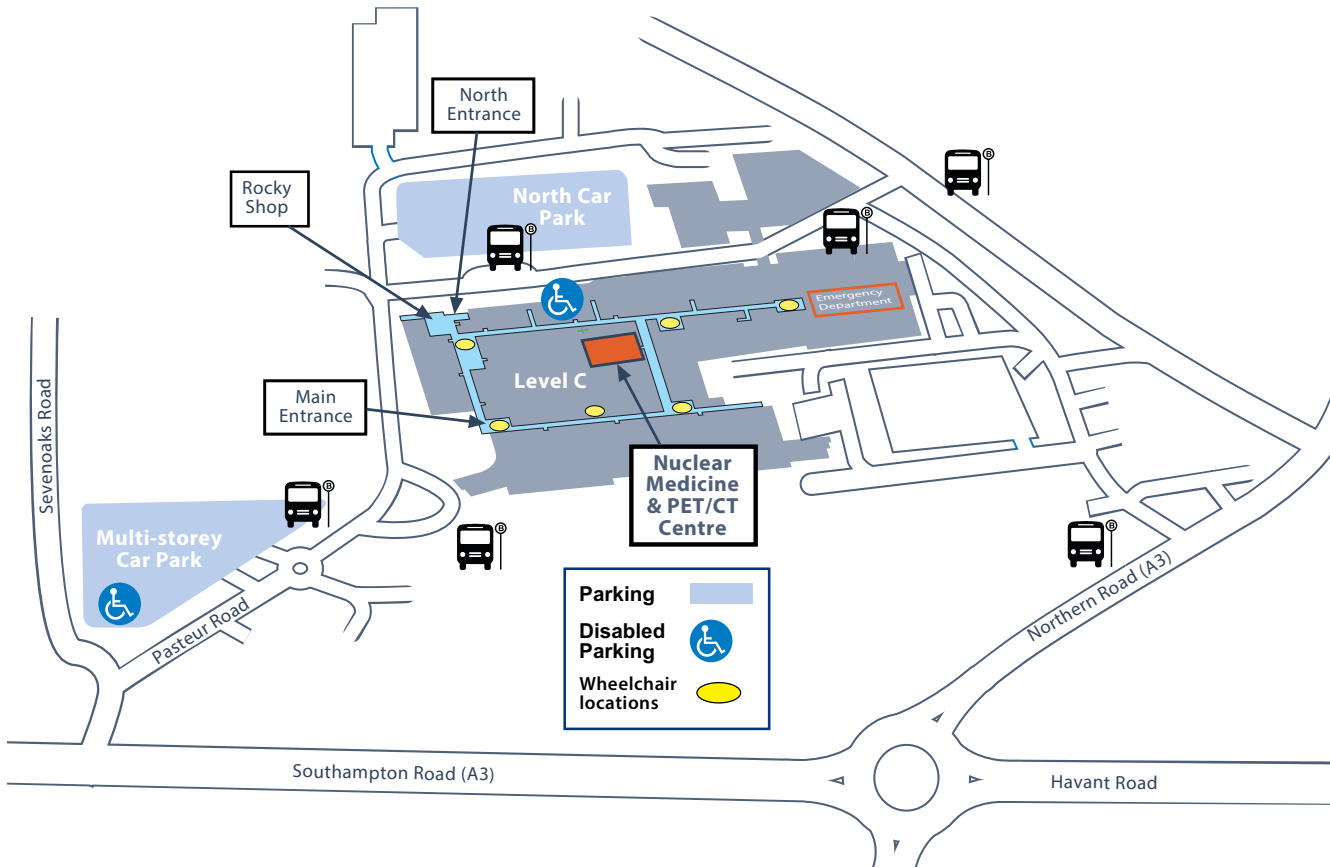 North
Entrance
Rocky
Shop
North Car
Park
B
B
B
Emergency
Department
Level C
Main
Entrance
Nuclear
Medicine
& PET/CT
Centre
Sevenoaks Road
B
B
B
Multi-storey
Car Park
Pasteur Road
Northern Road (A3)
Parking
Disabled
Parking
Wheelchair
locations
Southampton Road (A3)
Havant Road